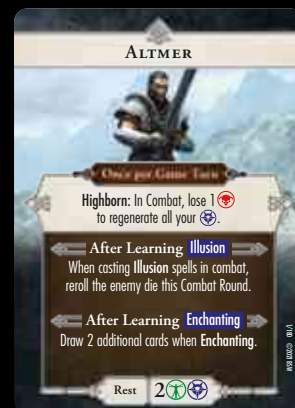 ALTMER
Once per Game Turn
Highborn: In Combat, lose 1
to regenerate all your .
After Learning Illusion
When casting Illusion spells in combat,
reroll the enemy die this Combat Round.
After Learning Enchanting
Draw 2 additional cards when Enchanting.
Rest 2
©2021 BSW